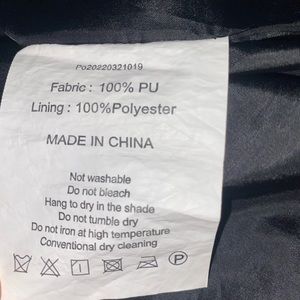 Po20220321019
Fabric : 100% PU
Lining : 100%Polyester
MADE IN CHINA
Not washable
Do not bleach
Hang to dry in the shade
Do not tumble dry
Do not iron at high temperature
Conventional dry cleaning
P